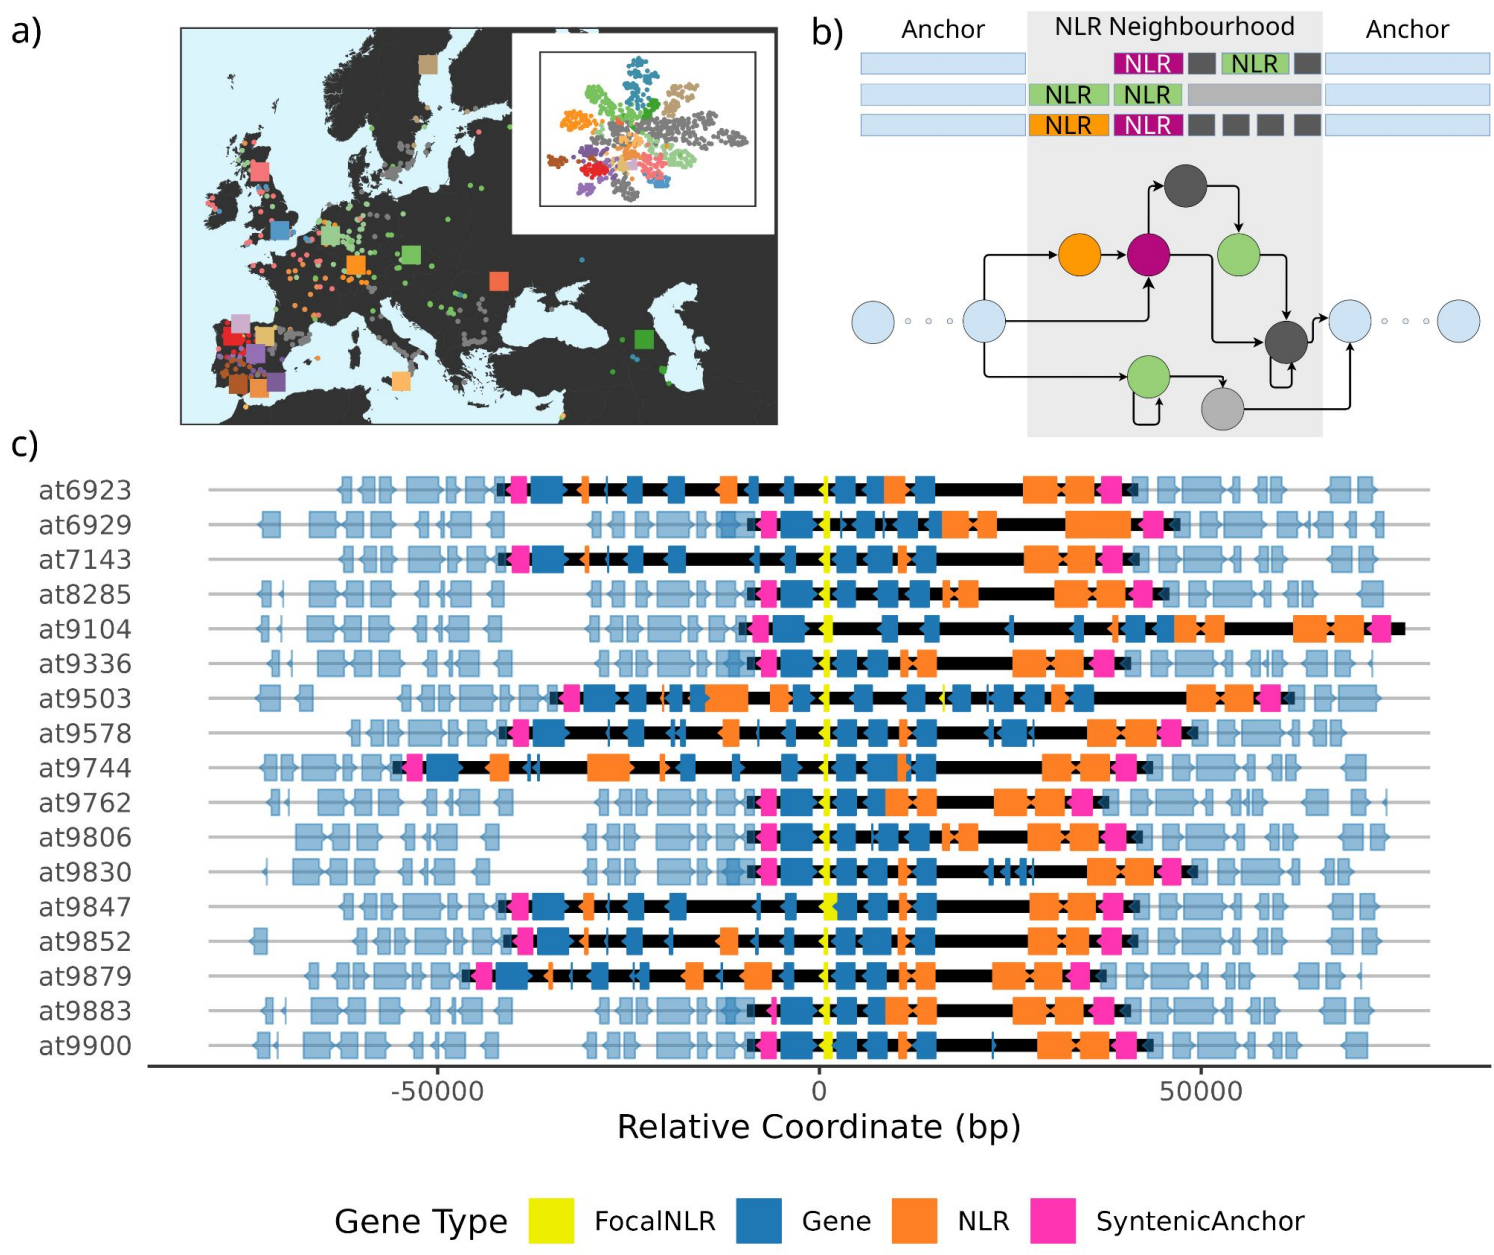 a)
b)
Anchor
NLR Neighbourhood
Anchor
NLR
NLR
NLR
NLR
NLR
NLR
c)
at6923
at6929
at7143
at8285
at9104
at9336
at9503
at9578
at9744
at9762
at9806
at9830
at9847
at9852
at9879
at9883
at9900
-50000
0
50000
Relative Coordinate (bp)
Gene Type
FocalNLR
Gene
NLR
SyntenicAnchor